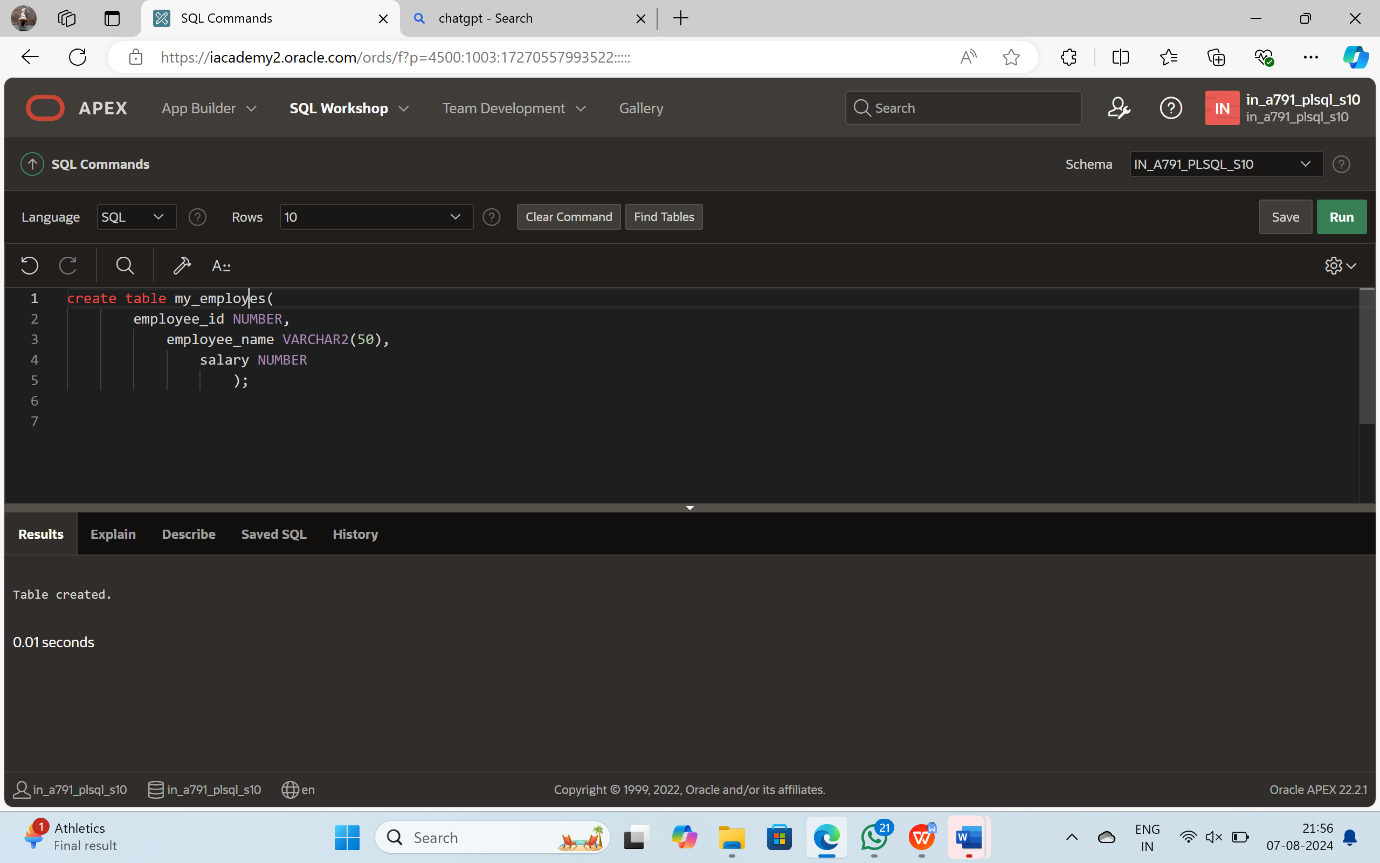 SQL Commands
chatgpt - Search
https://iacademy2.oracle.com/ords/f?p=4500:1003:17270557993522:::::
APEX App Builder SQL Workshop Team Development Gallery Search IN in_a791_plsql_s10
in_a791_plsql_s10
SQL Commands Schema IN_A791_PLSQL_S10
Language SQL Rows 10 Clear Command Find Tables Save Run
A::
1 create table my_employes(
2 employee_id NUMBER,
3 employee_name VARCHAR2(50),
4 salary NUMBER
5 );
6
7
Results Explain Describe Saved SQL History
Table created.
0.01 seconds
in_a791_plsql_s10 in_a791_plsql_s10 en Copyright © 1999, 2022, Oracle and/or its affiliates. Oracle APEX 22.2.1
1 Athletics
Final result
Search
21
W
W
ENG
IN
21:56
07-08-2024